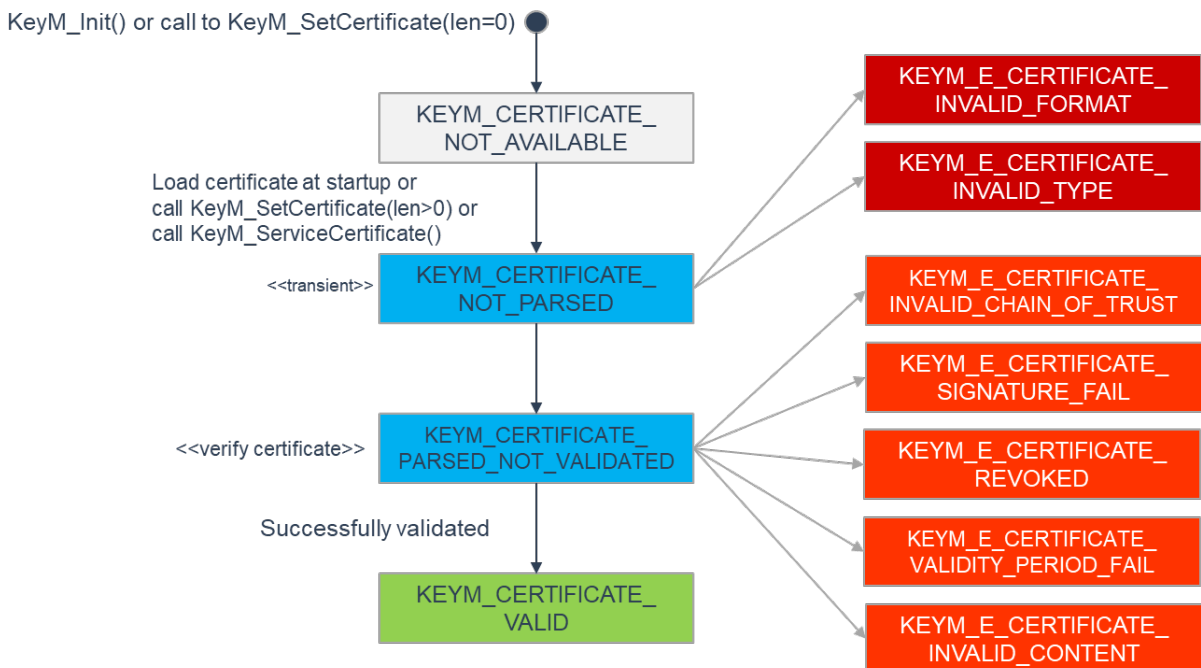 KeyM_Init() or call to KeyM_SetCertificate(len=0)
KEYM_CERTIFICATE_
NOT_AVAILABLE
Load certificate at startup or
call KeyM_SetCertificate(len>0) or
call KeyM_ServiceCertificate()
<<transient>>
KEYM_CERTIFICATE_
NOT_PARSED
<<verify certificate>>
KEYM_CERTIFICATE_
PARSED_NOT_VALIDATED
Successfully validated
KEYM_CERTIFICATE_
VALID
KEYM_E_CERTIFICATE_
INVALID_FORMAT
KEYM_E_CERTIFICATE_
INVALID_TYPE
KEYM_E_CERTIFICATE_
INVALID_CHAIN_OF_TRUST
KEYM_E_CERTIFICATE_
SIGNATURE_FAIL
KEYM_E_CERTIFICATE_
REVOKED
KEYM_E_CERTIFICATE_
VALIDITY_PERIOD_FAIL
KEYM_E_CERTIFICATE_
INVALID_CONTENT